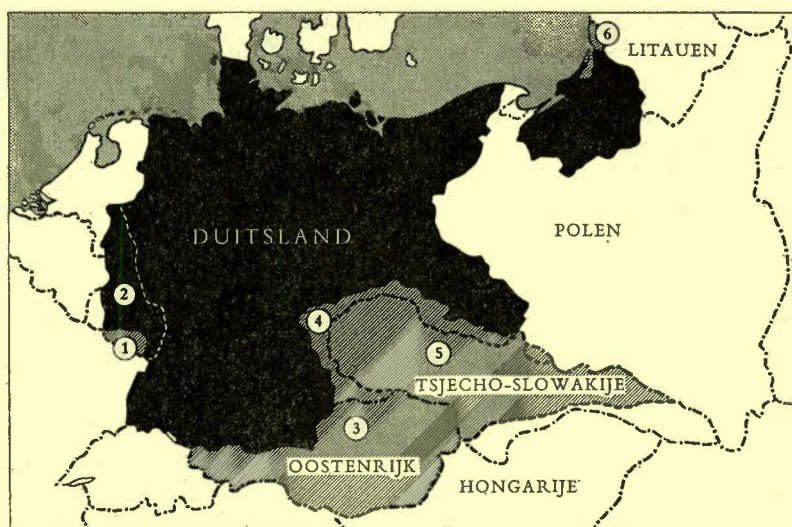 6
LITAUEN
DUITSLAND
POLEN
2
4
1
5
TSJECHO-SLOWAKIJE
3
OOSTENRIJK
HONGARIJE